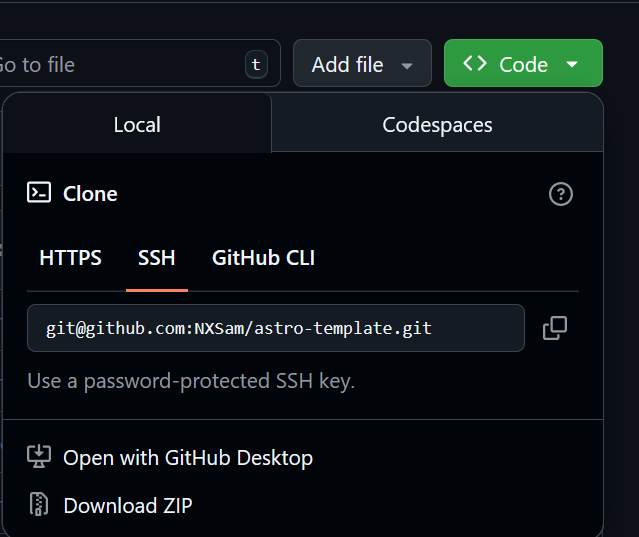 Go to file
t
Add file
Code
Local
Codespaces
Clone
HTTPS
SSH
GitHub CLI
git@github.com:NXSam/astro-template.git
Use a password-protected SSH key.
Open with GitHub Desktop
Download ZIP